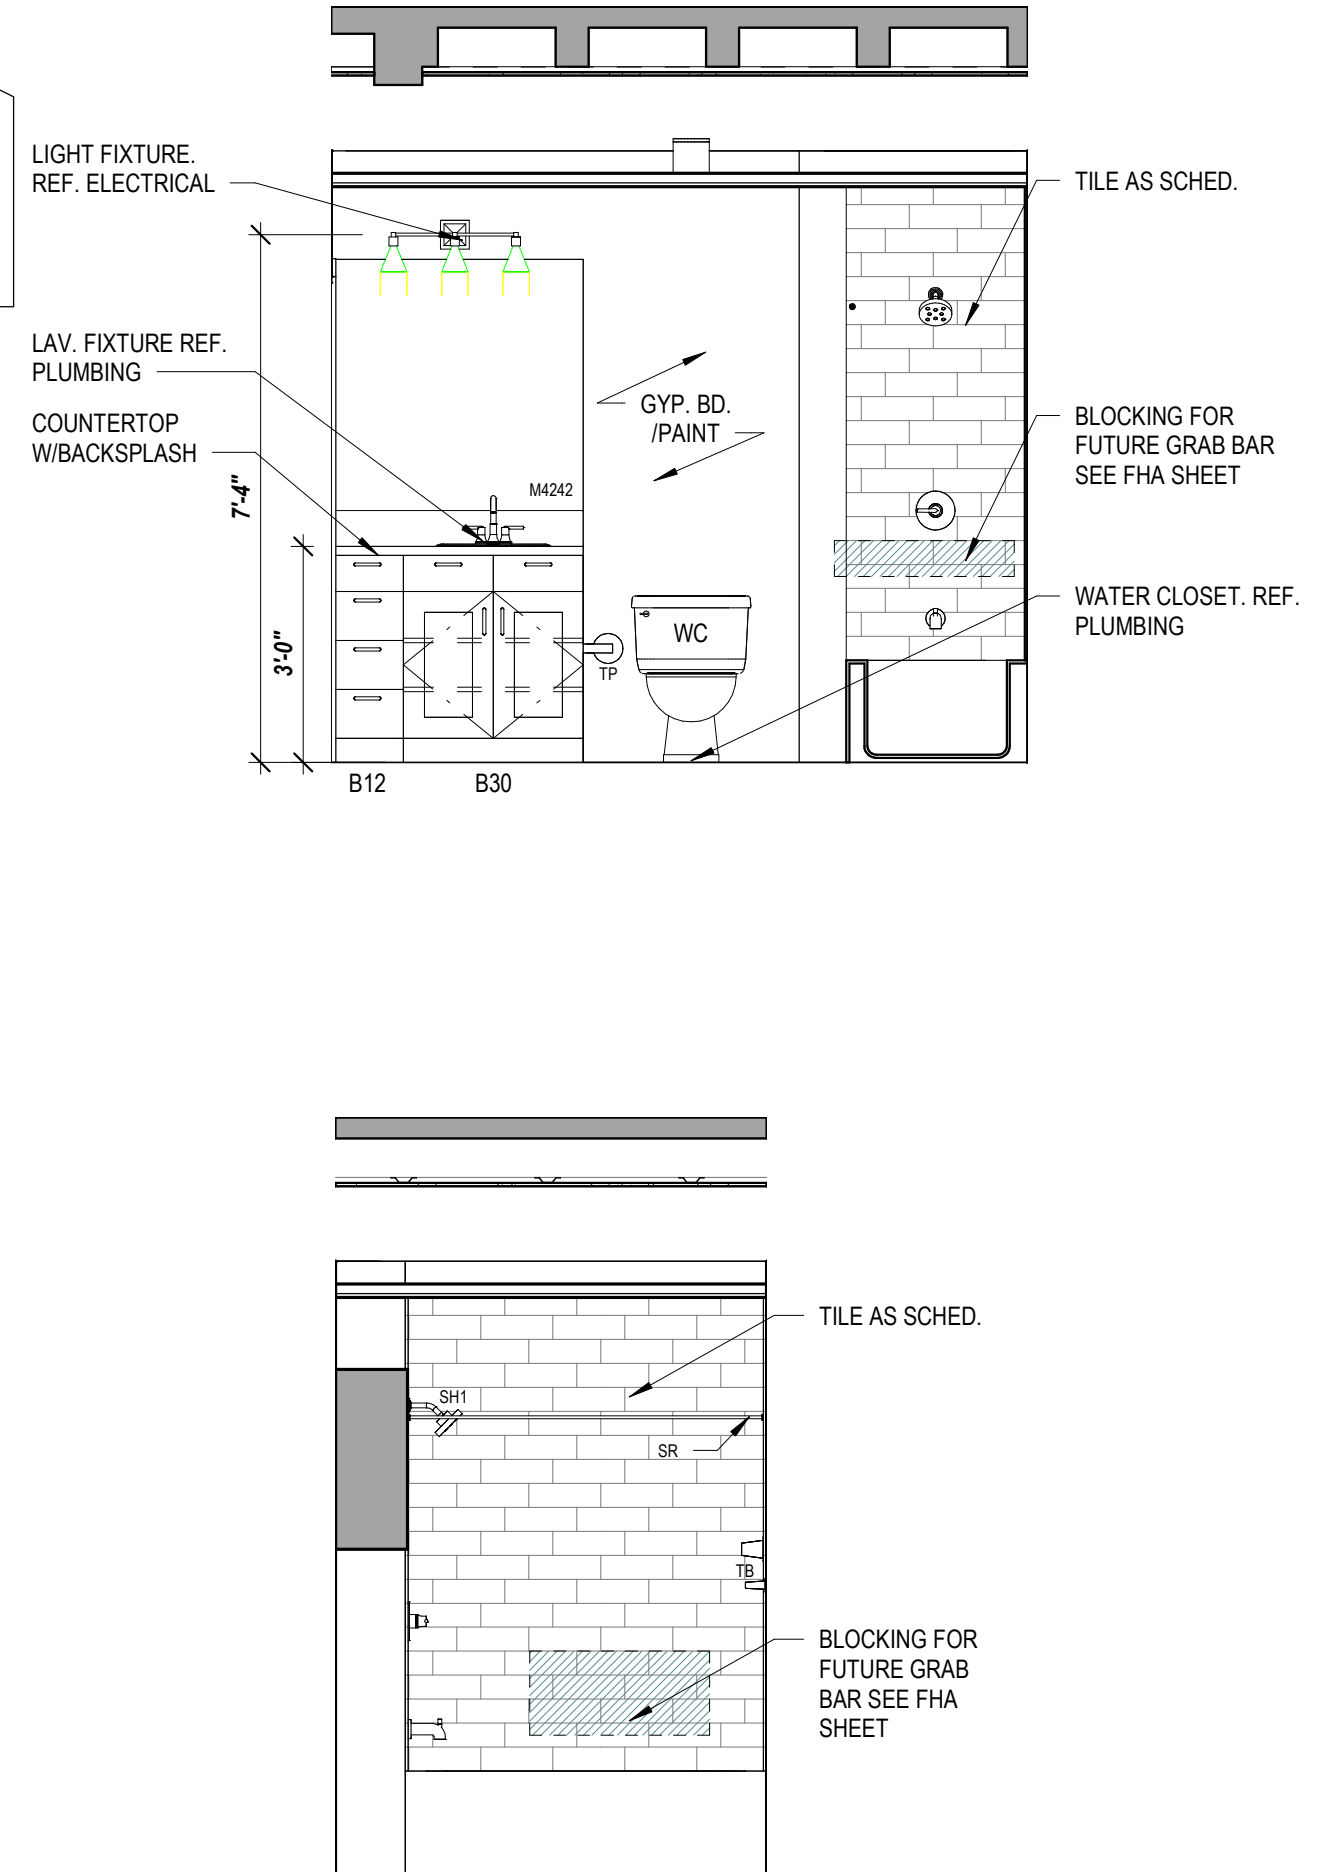 LIGHT FIXTURE.
REF. ELECTRICAL
TILE AS SCHED.
LAV. FIXTURE REF.
PLUMBING
COUNTERTOP
W/BACKSPLASH
GYP. BD.
/PAINT
BLOCKING FOR
FUTURE GRAB BAR
SEE FHA SHEET
7'-4"
M4242
3'-0"
WC
TP
WATER CLOSET. REF.
PLUMBING
B12
B30
TILE AS SCHED.
SH1
SR
TB
BLOCKING FOR
FUTURE GRAB
BAR SEE FHA
SHEET